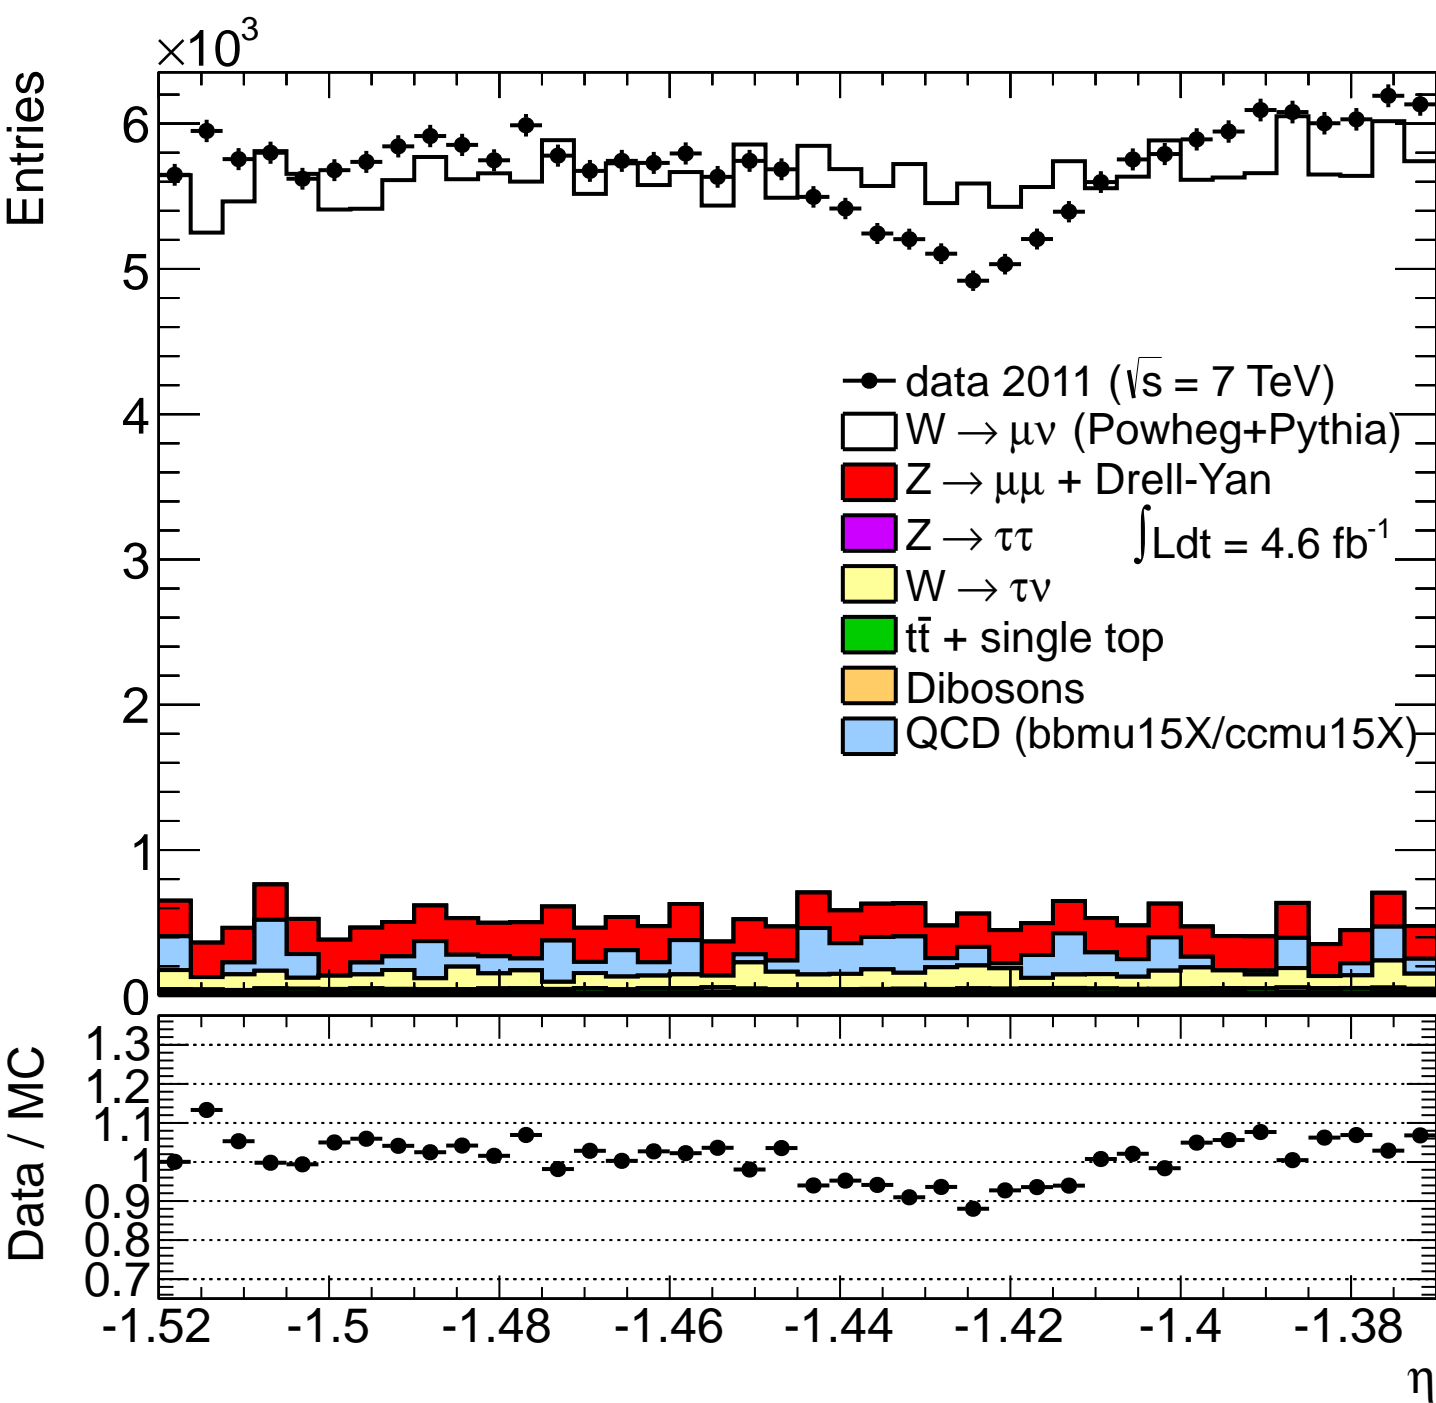 ×10³
Entries
6
5
4
3
2
1
0
data 2011 (√s = 7 TeV)
W → μν (Powheg+Pythia)
Z → μμ + Drell-Yan
Z → ττ
∫Ldt = 4.6 fb⁻¹
W → τν
tt̄ + single top
Dibosons
QCD (bbmu15X/ccmu15X)
Data / MC
1.3
1.2
1.1
1
0.9
0.8
0.7
-1.52 -1.5 -1.48 -1.46 -1.44 -1.42 -1.4 -1.38
η